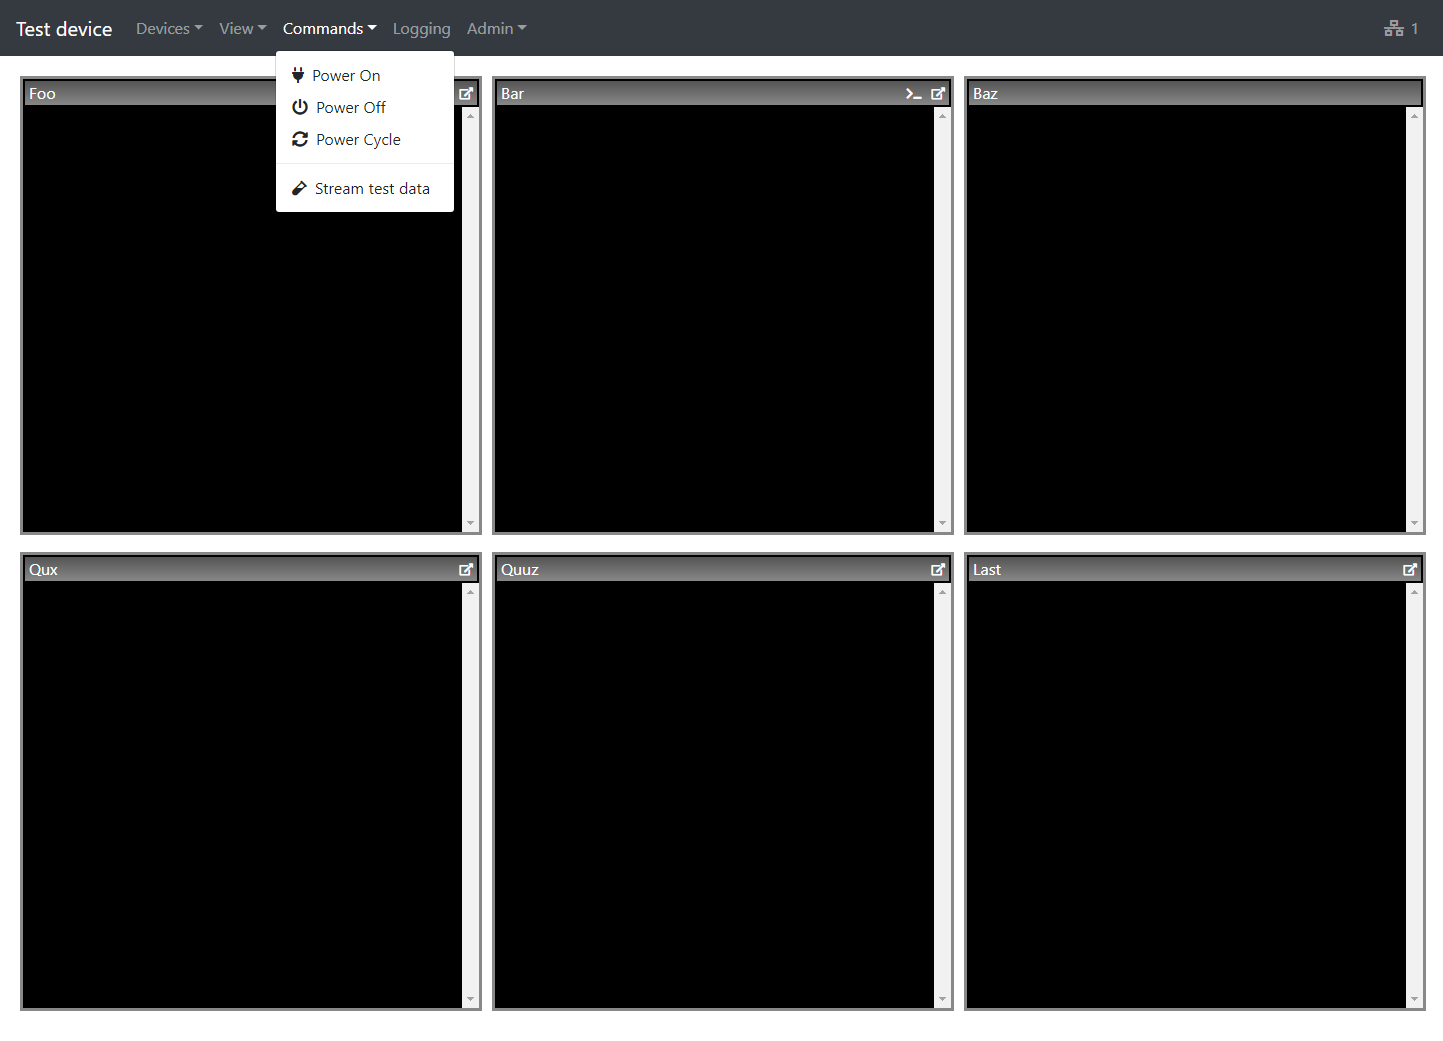 Test device Devices View Commands Logging Admin 1
Power On
Power Off
Power Cycle
Stream test data
Foo Bar Baz
Qux Quuz Last